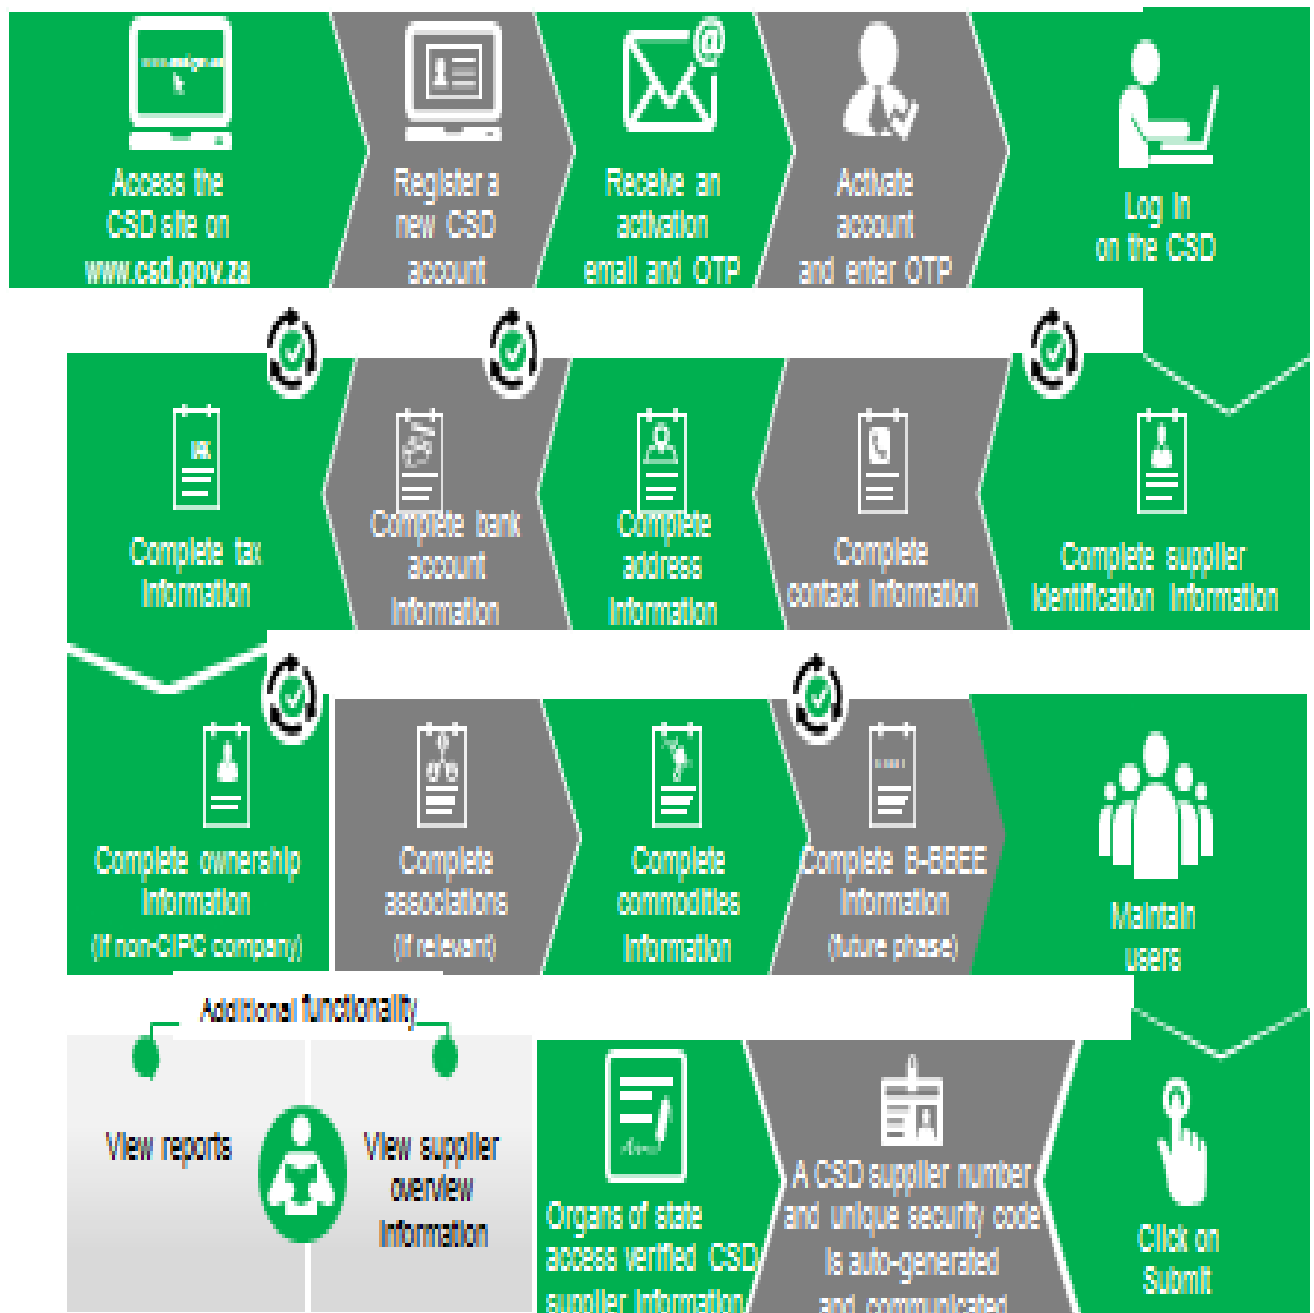 Access the
CSD site on
www.csd.gov.za
Register a
new CSD
account
Receive an
activation
email and OTP
Activate
account
and enter OTP
Log in
on the CSD
Complete tax
Information
Complete bank
account
Information
Complete
address
Information
Complete
contact Information
Complete supplier
Identification Information
Complete ownership
Information
(If non-CIPC company)
Complete
associations
(If relevant)
Complete
commodities
Information
Complete B-BBEE
Information
(future phase)
Maintain
users
Additional functionality
View reports
View supplier
overview
Information
Organs of state
access verified CSD
supplier Information
A CSD supplier number
and unique security code
is auto-generated
and communicated
Click on
Submit